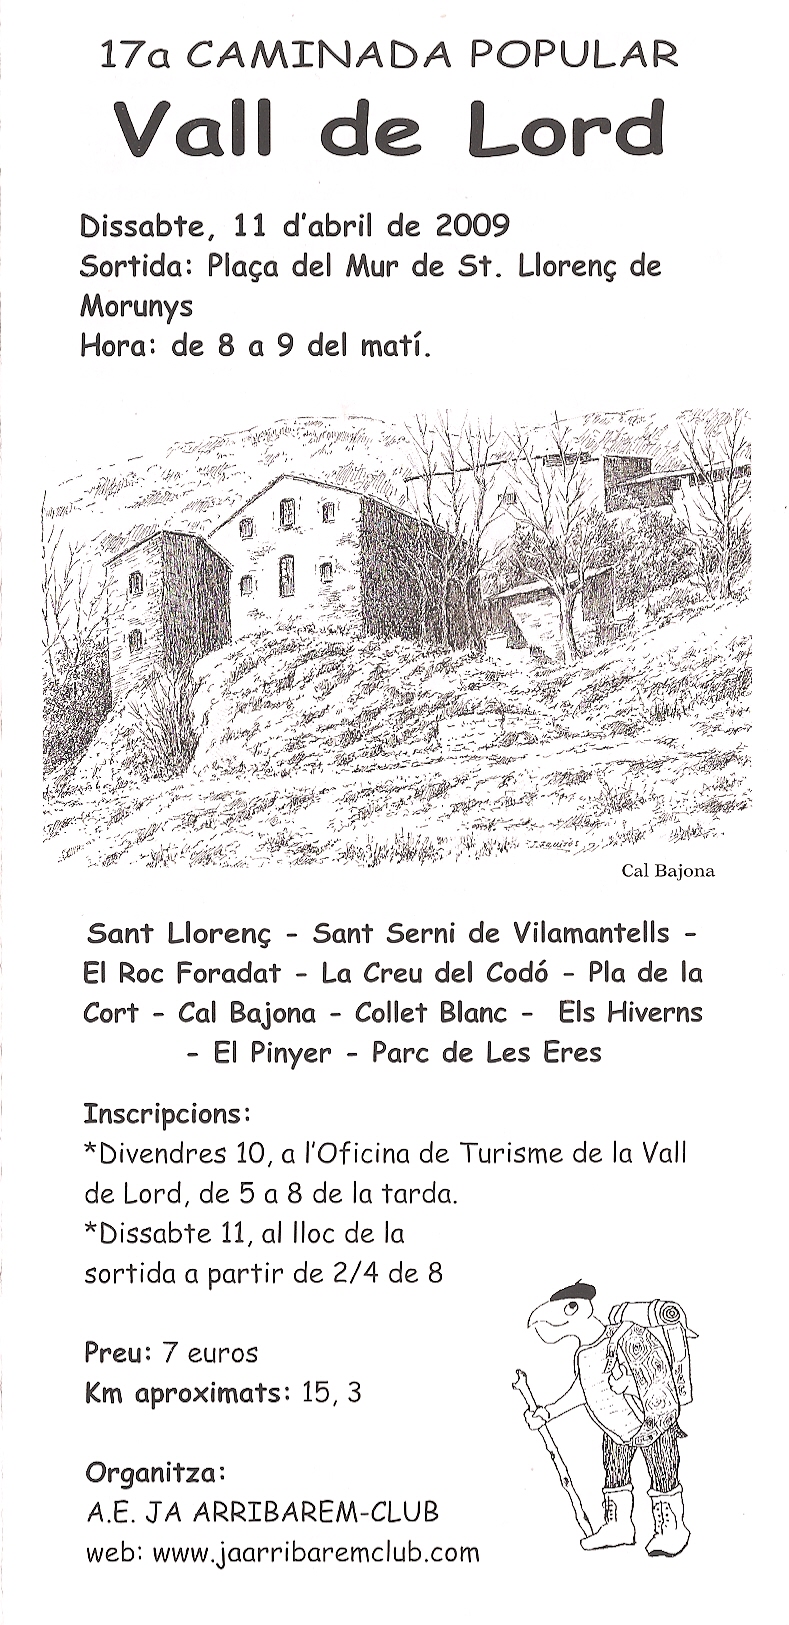 17a CAMINADA POPULAR
Vall de Lord
Dissabte, 11 d'abril de 2009
Sortida: Plaça del Mur de St. Llorenç de
Morunys
Hora: de 8 a 9 del matí.
Cal Bajona
Sant Llorenç - Sant Serni de Vilamantells -
El Roc Foradat - La Creu del Codó - Pla de la
Cort - Cal Bajona - Collet Blanc - Els Hiverns
- El Pinyer - Parc de Les Eres
Inscripcions:
*Divendres 10, a l'Oficina de Turisme de la Vall
de Lord, de 5 a 8 de la tarda.
*Dissabte 11, al lloc de la
sortida a partir de 2/4 de 8
Preu: 7 euros
Km aproximats: 15, 3
Organitza:
A.E. JA ARRIBAREM-CLUB
web: www.jaarribaremclub.com